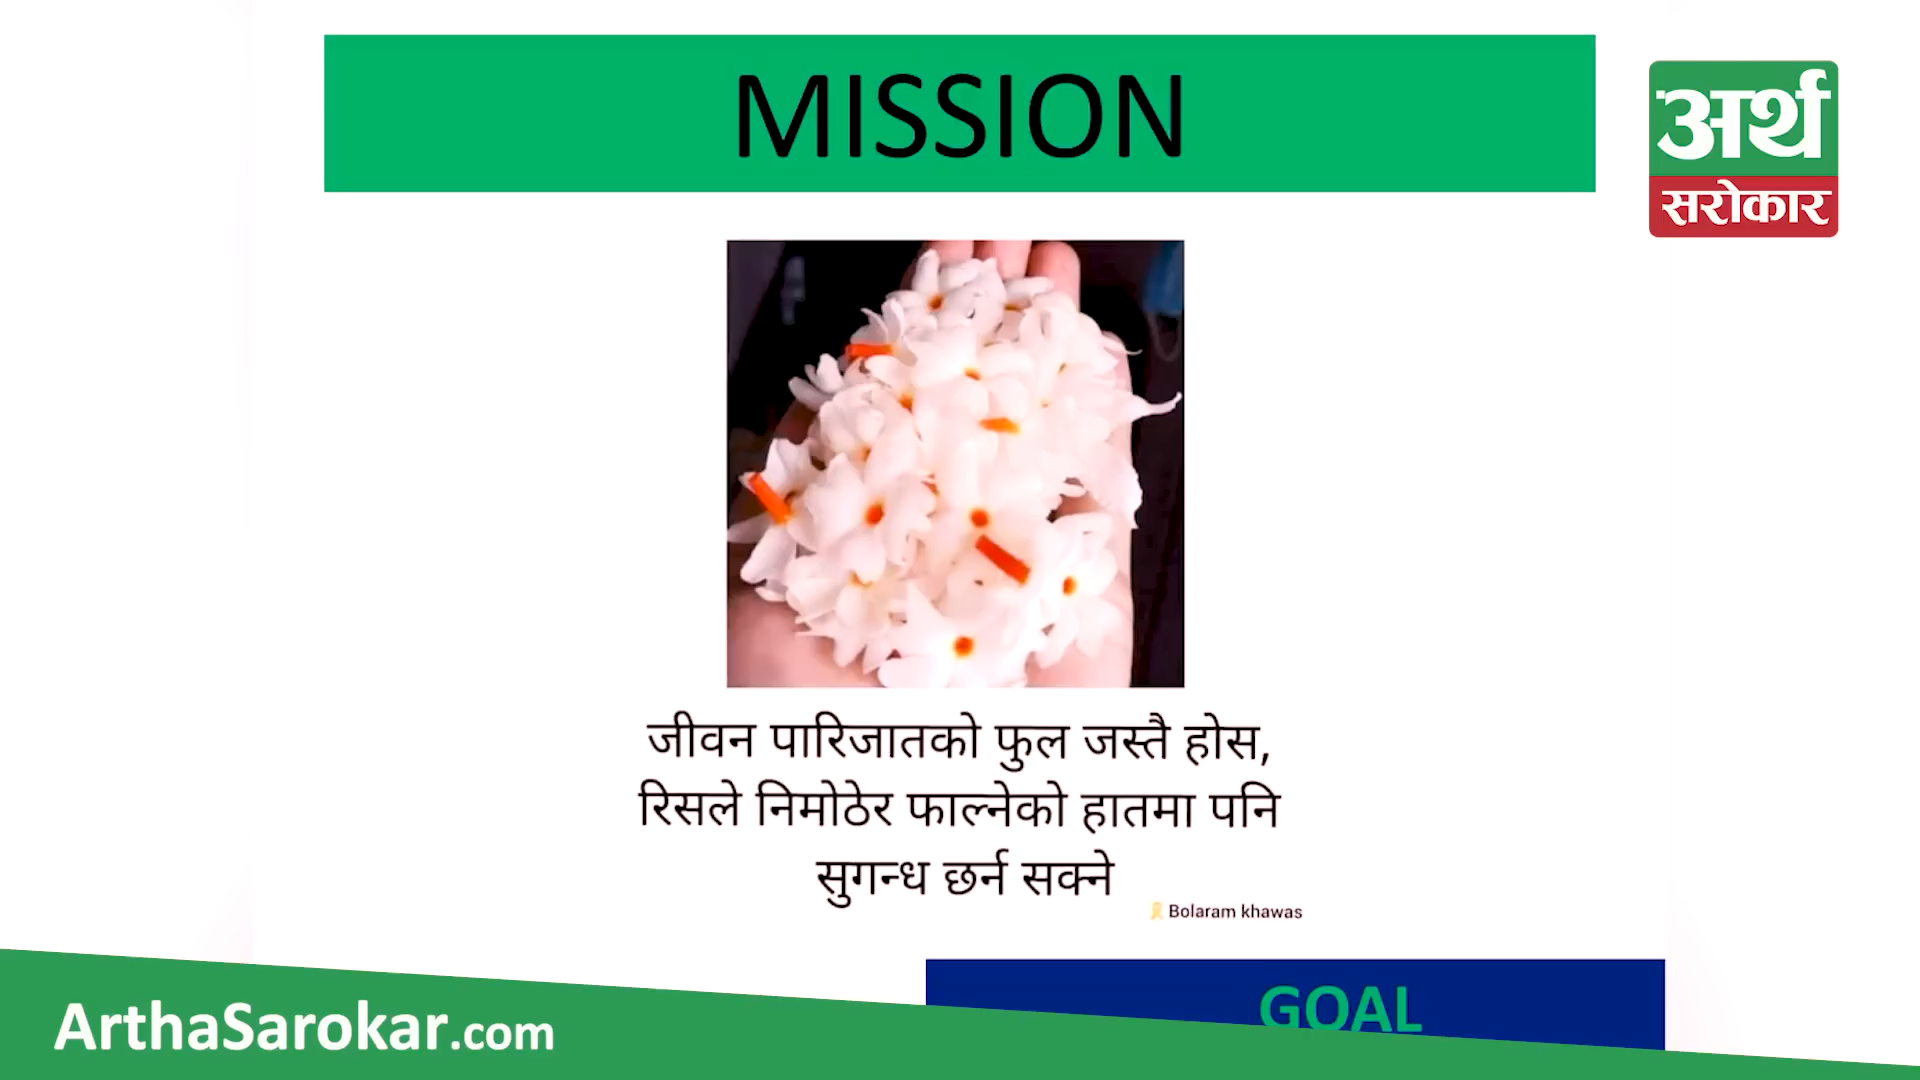 MISSION
अर्थ
सरोकार
जीवन पारिजातको फुल जस्तै होस,
रिसले निमोठेर फाल्नेको हातमा पनि
सुगन्ध छर्न सक्ने
Bolaram khawas
GOAL
ArthaSarokar.com